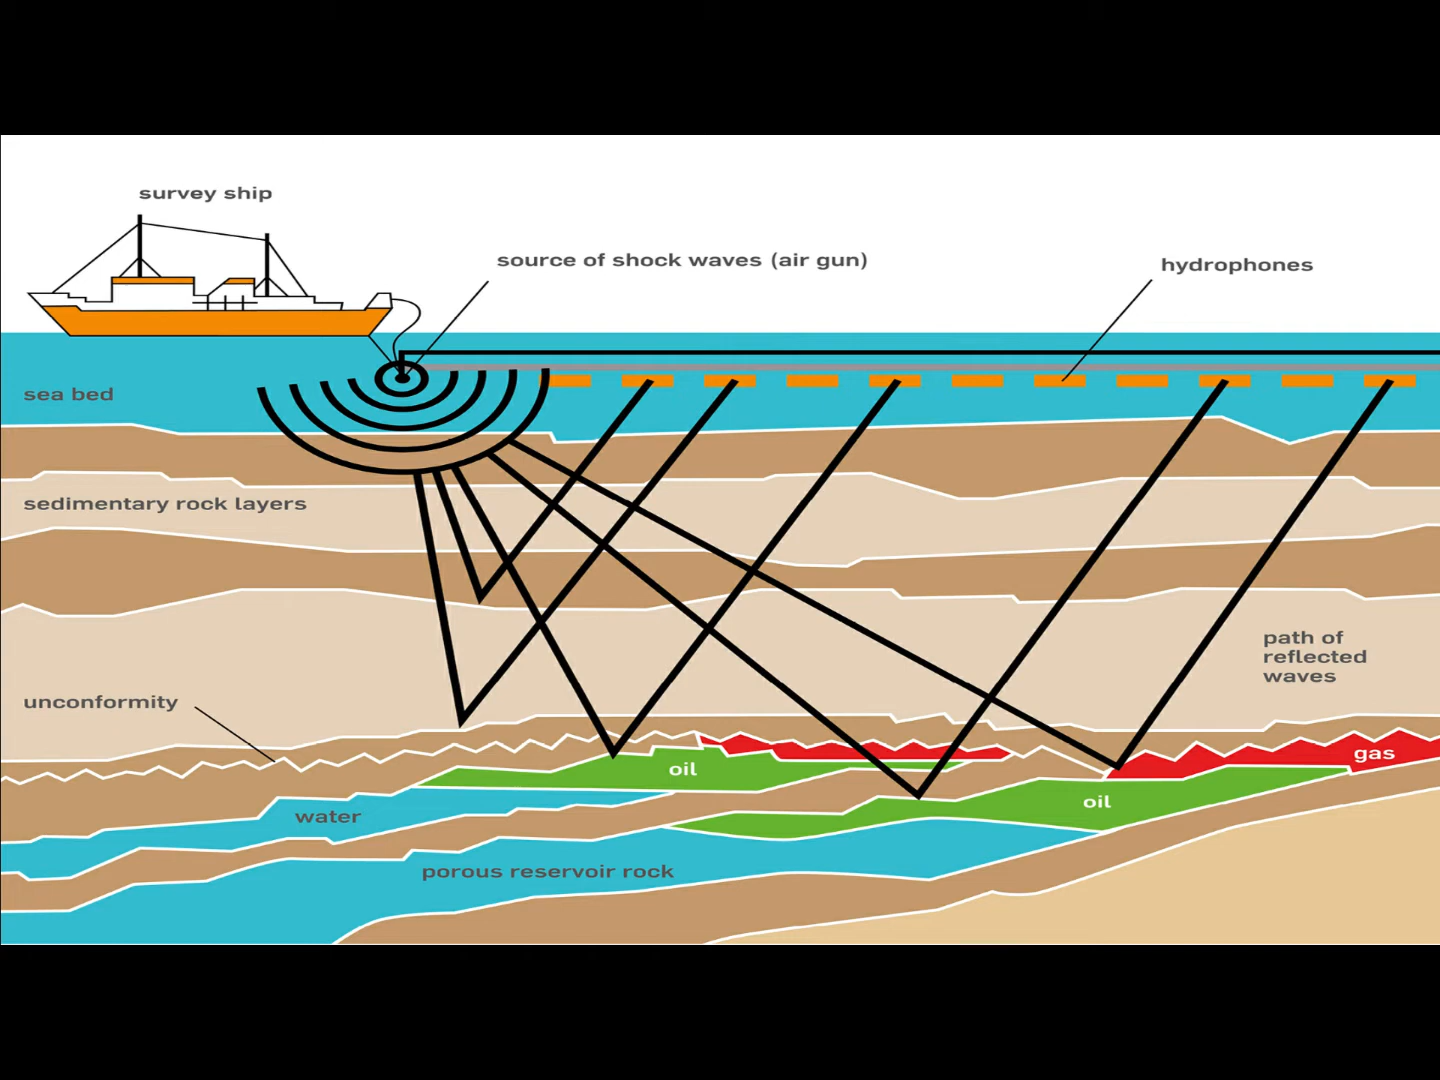 survey ship
source of shock waves (air gun)
hydrophones
sea bed
sedimentary rock layers
path of
reflected
waves
unconformity
gas
oil
oil
water
porous reservoir rock